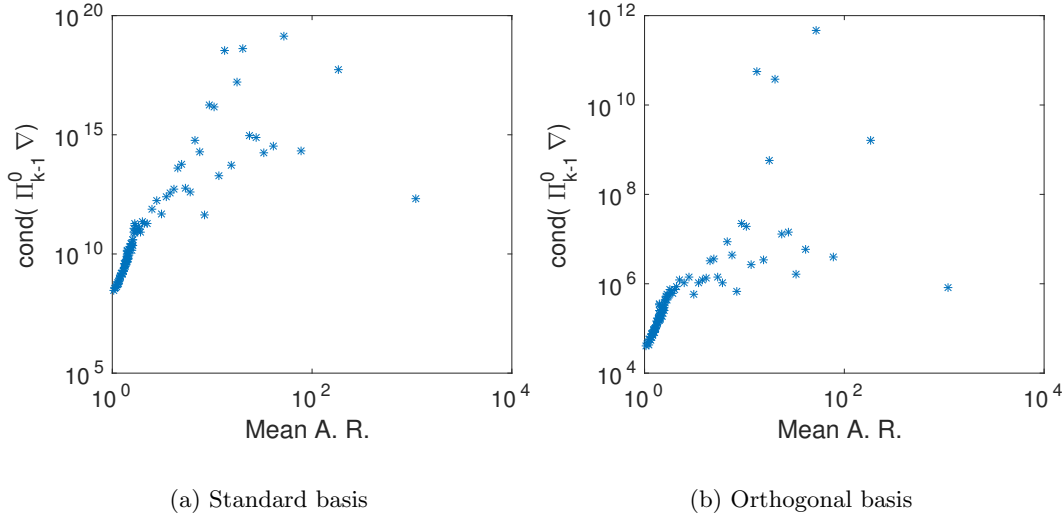 10^20
10^15
10^10
10^5
cond( Π^0_{k-1} ∇)
10^0
10^2
10^4
Mean A. R.
(a) Standard basis
10^12
10^10
10^8
10^6
10^4
cond( Π^0_{k-1} ∇)
10^0
10^2
10^4
Mean A. R.
(b) Orthogonal basis